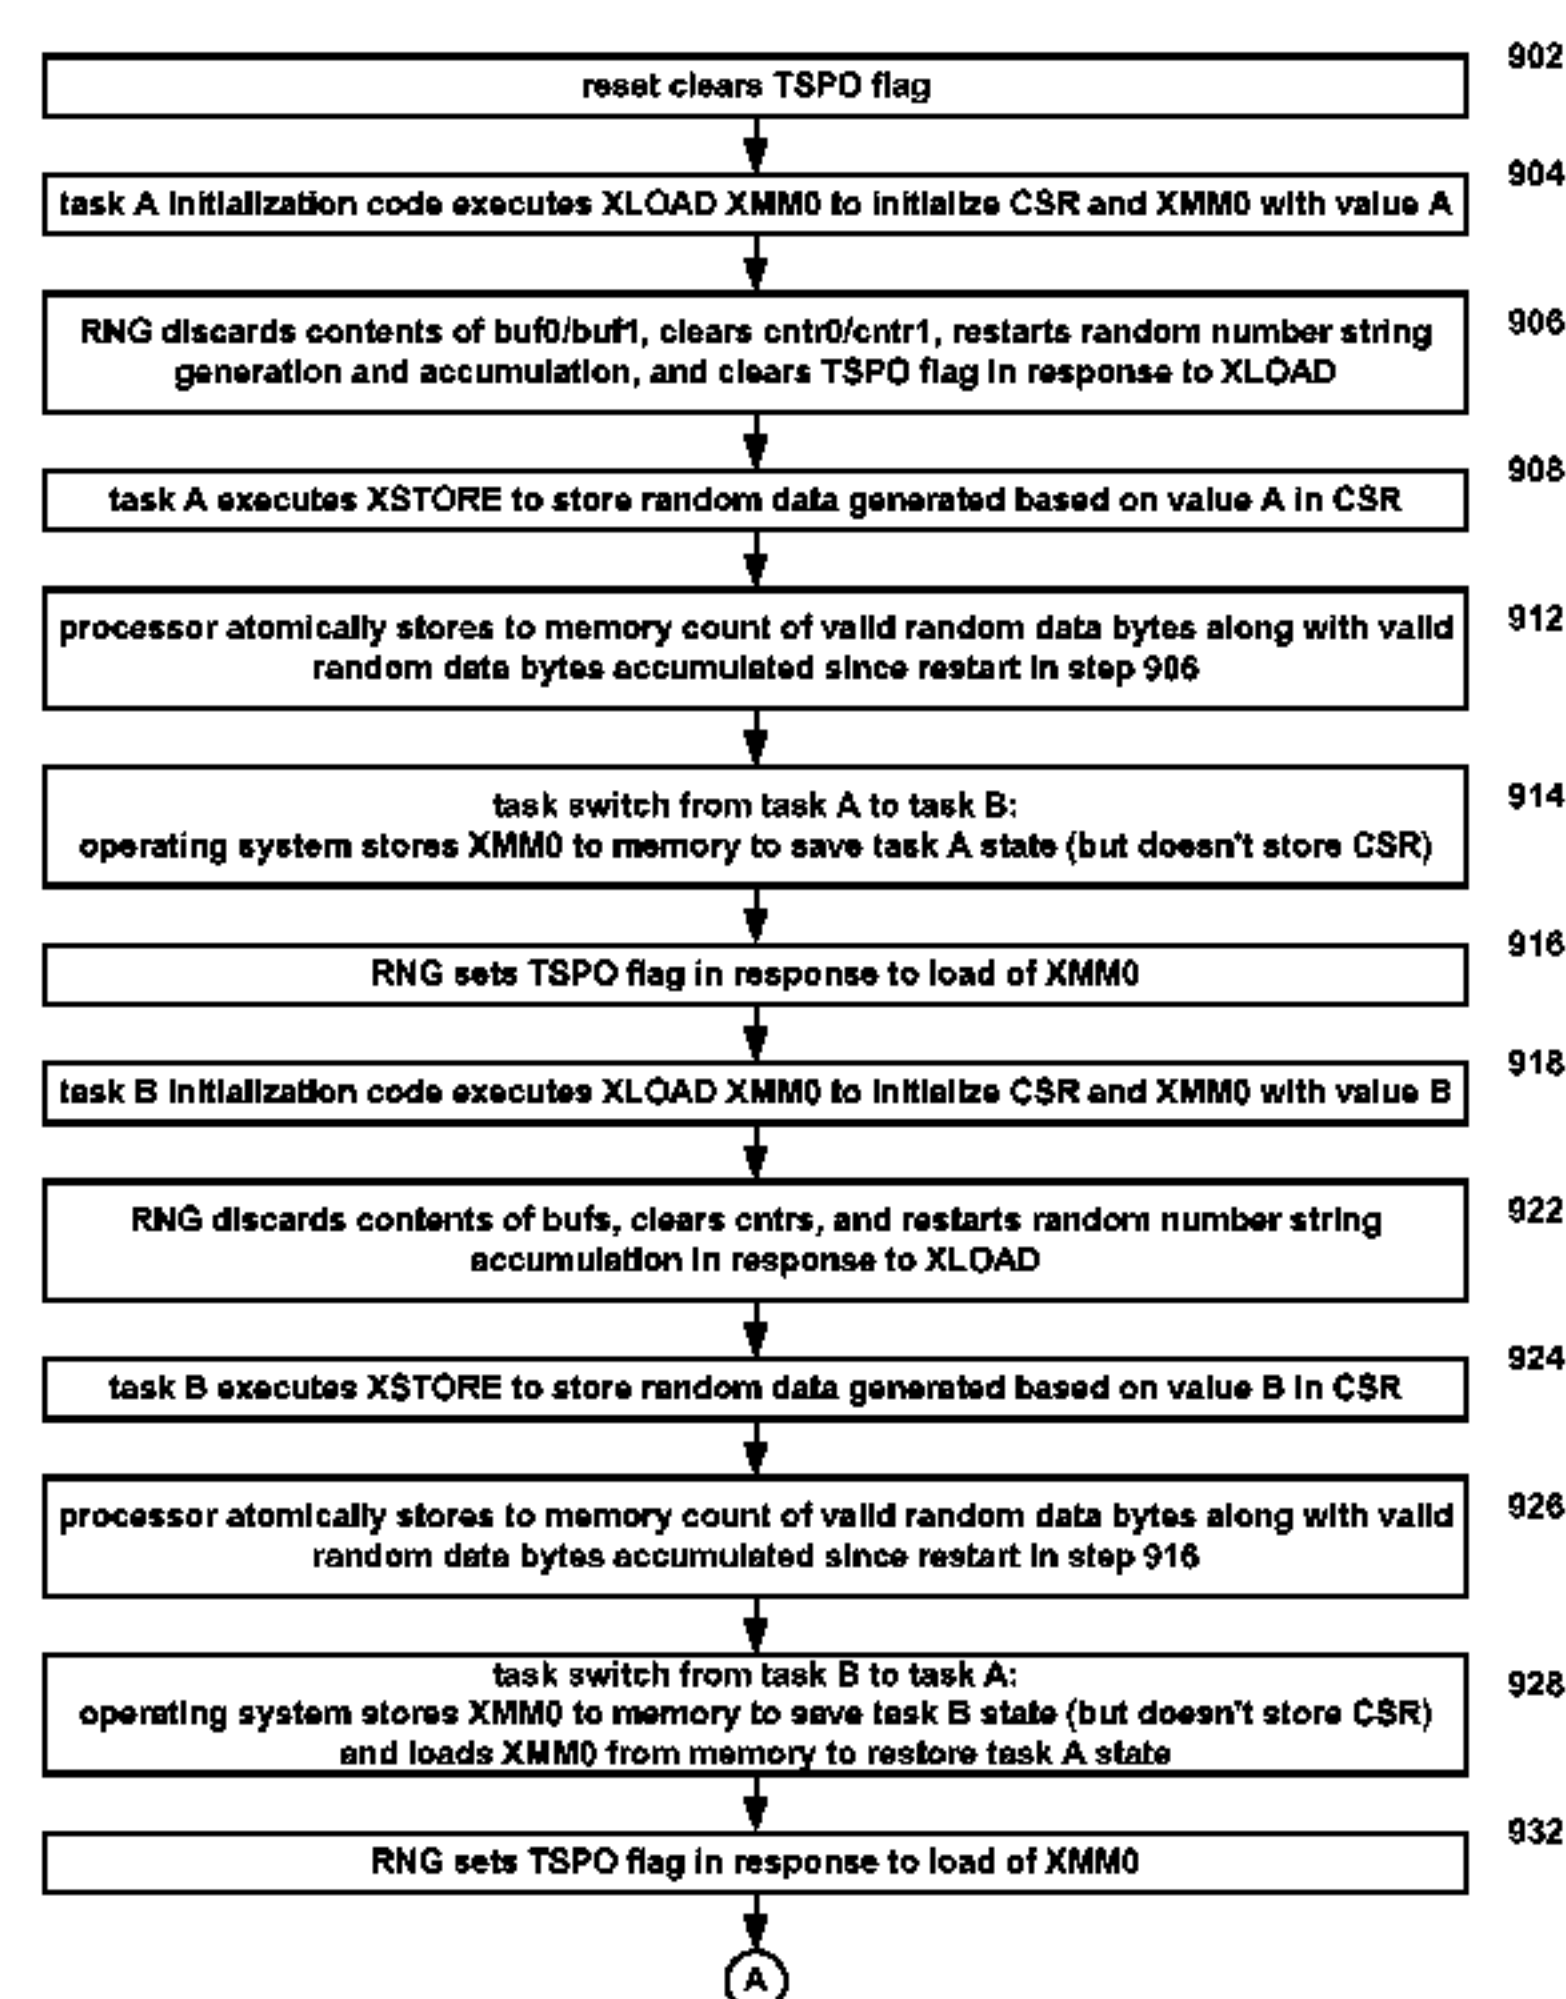 902
reset clears TSPO flag
904
task A initialization code executes XLOAD XMM0 to initialize CSR and XMM0 with value A
906
RNG discards contents of buf0/buf1, clears cntr0/cntr1, restarts random number string
generation and accumulation, and clears TSPO flag in response to XLOAD
908
task A executes XSTORE to store random data generated based on value A in CSR
912
processor atomically stores to memory count of valid random data bytes along with valid
random data bytes accumulated since restart in step 906
914
task switch from task A to task B:
operating system stores XMM0 to memory to save task A state (but doesn't store CSR)
916
RNG sets TSPO flag in response to load of XMM0
918
task B initialization code executes XLOAD XMM0 to initialize CSR and XMM0 with value B
922
RNG discards contents of bufs, clears cntrs, and restarts random number string
accumulation in response to XLOAD
924
task B executes XSTORE to store random data generated based on value B in CSR
926
processor atomically stores to memory count of valid random data bytes along with valid
random data bytes accumulated since restart in step 916
928
task switch from task B to task A:
operating system stores XMM0 to memory to save task B state (but doesn't store CSR)
and loads XMM0 from memory to restore task A state
932
RNG sets TSPO flag in response to load of XMM0
A